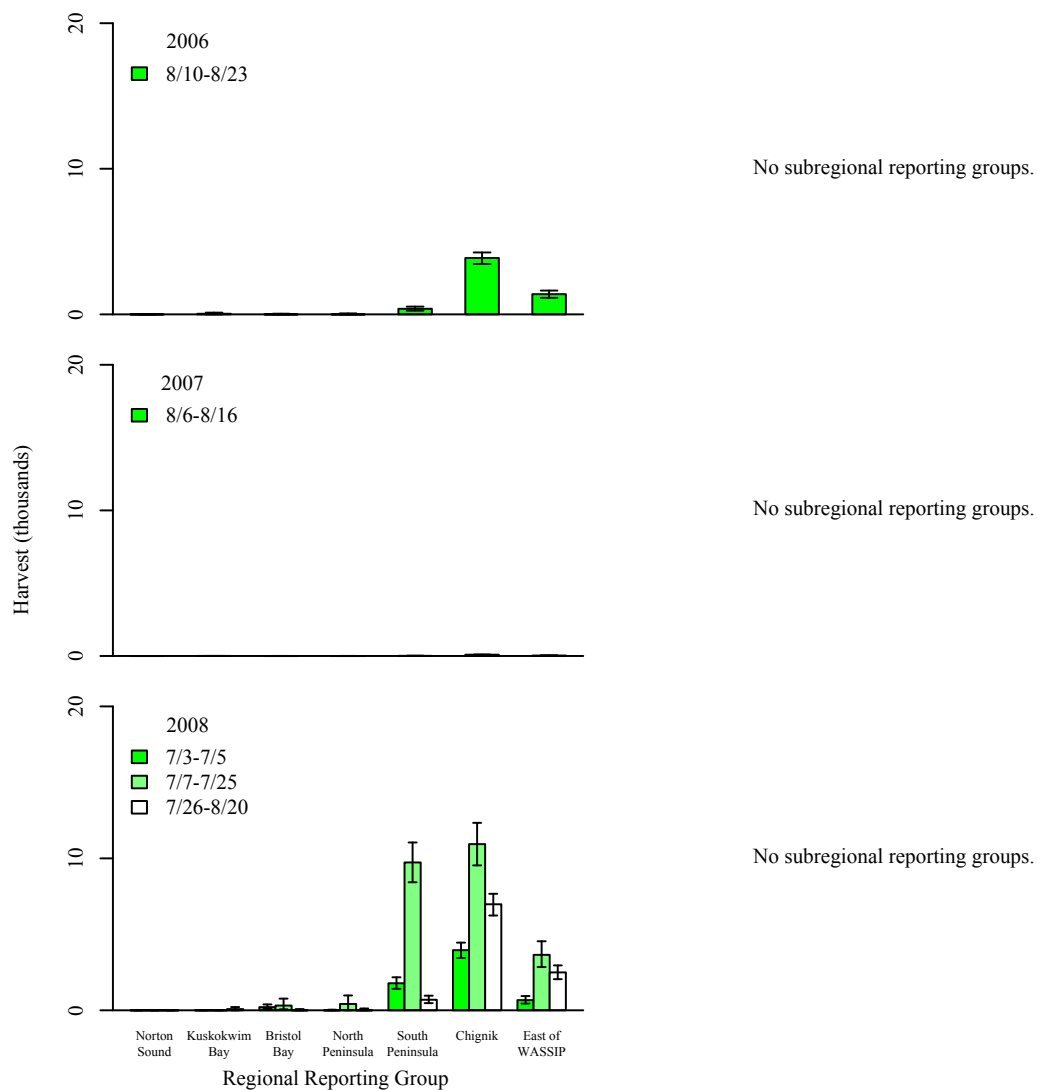 20
2006
8/10-8/23
10
No subregional reporting groups.
0
20
2007
8/6-8/16
Harvest (thousands)
10
No subregional reporting groups.
0
20
2008
7/3-7/5
7/7-7/25
7/26-8/20
10
No subregional reporting groups.
0
Norton
Sound
Kuskokwim
Bay
Bristol
Bay
North
Peninsula
South
Peninsula
Chignik
East of
WASSIP
Regional Reporting Group